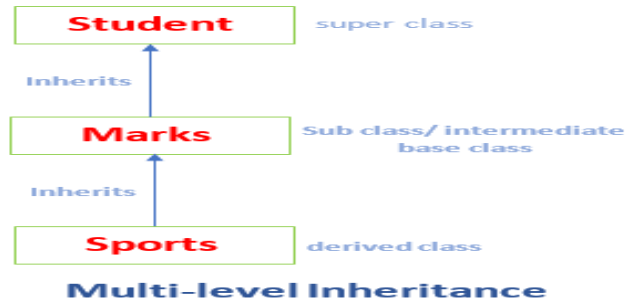 Student
super class
Inherits
Marks
Sub class/ intermediate
base class
Inherits
Sports
derived class
Multi-level Inheritance